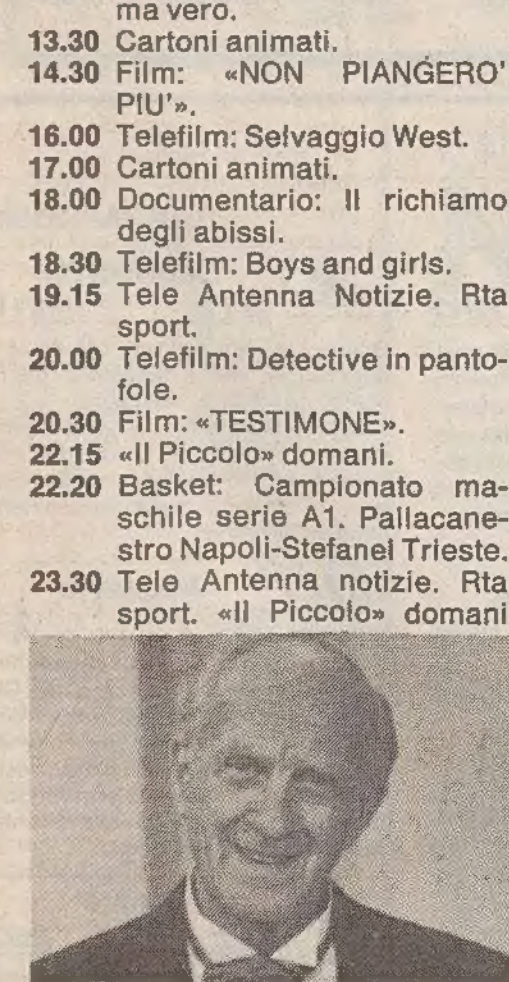 ma vero.
13.30 Cartoni animati.
14.30 Film: «NON PIANGERO'
PIU'».
16.00 Telefilm: Selvaggio West.
17.00 Cartoni animati.
18.00 Documentario: Il richiamo
degli abissi.
18.30 Telefilm: Boys and girls.
19.15 Tele Antenna Notizie. Rta
sport.
20.00 Telefilm: Detective in panto-
fole.
20.30 Film: «TESTIMONE».
22.15 «Il Piccolo» domani.
22.20 Basket: Campionato ma-
schile serie A1. Pallacane-
stro Napoli-Stefanel Trieste.
23.30 Tele Antenna notizie. Rta
sport. «Il Piccolo» domani